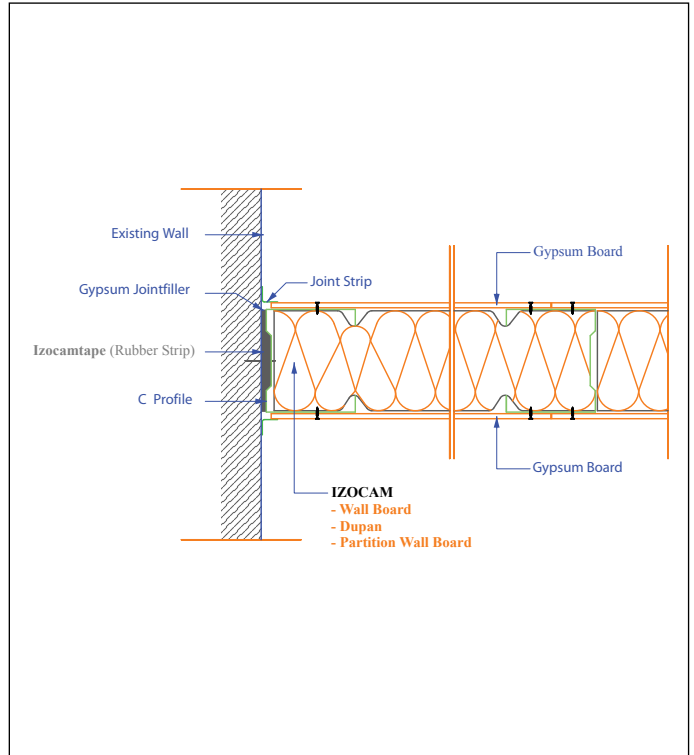 Existing Wall
Gypsum Board
Joint Strip
Gypsum Jointfiller
Izocamtape (Rubber Strip)
C Profile
Gypsum Board
IZOCAM
- Wall Board
- Dupan
- Partition Wall Board